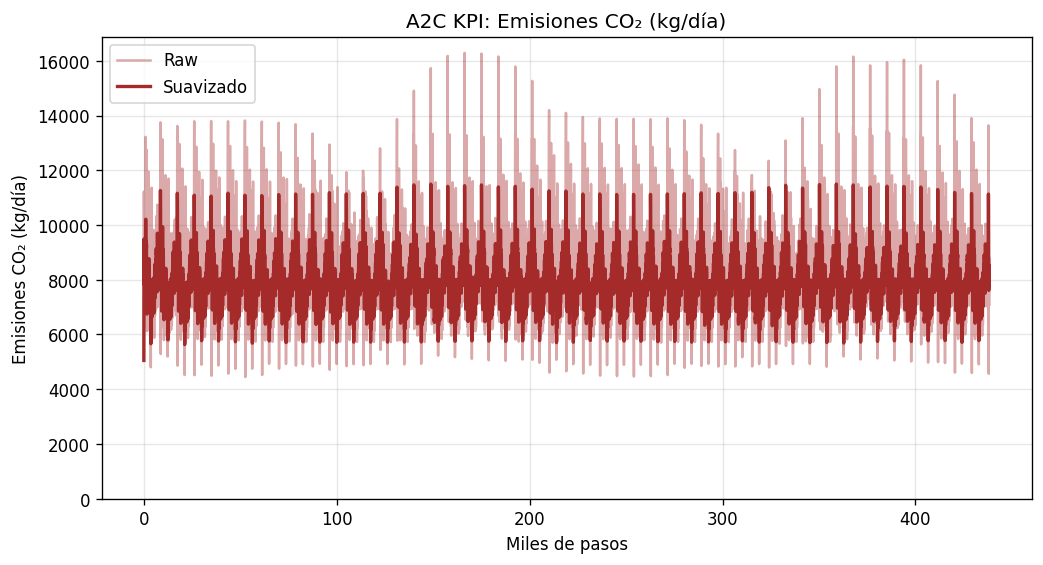 A2C KPI: Emisiones CO₂ (kg/día)
Raw
Suavizado
Emisiones CO₂ (kg/día)
16000
14000
12000
10000
8000
6000
4000
2000
0
0 100 200 300 400
Miles de pasos